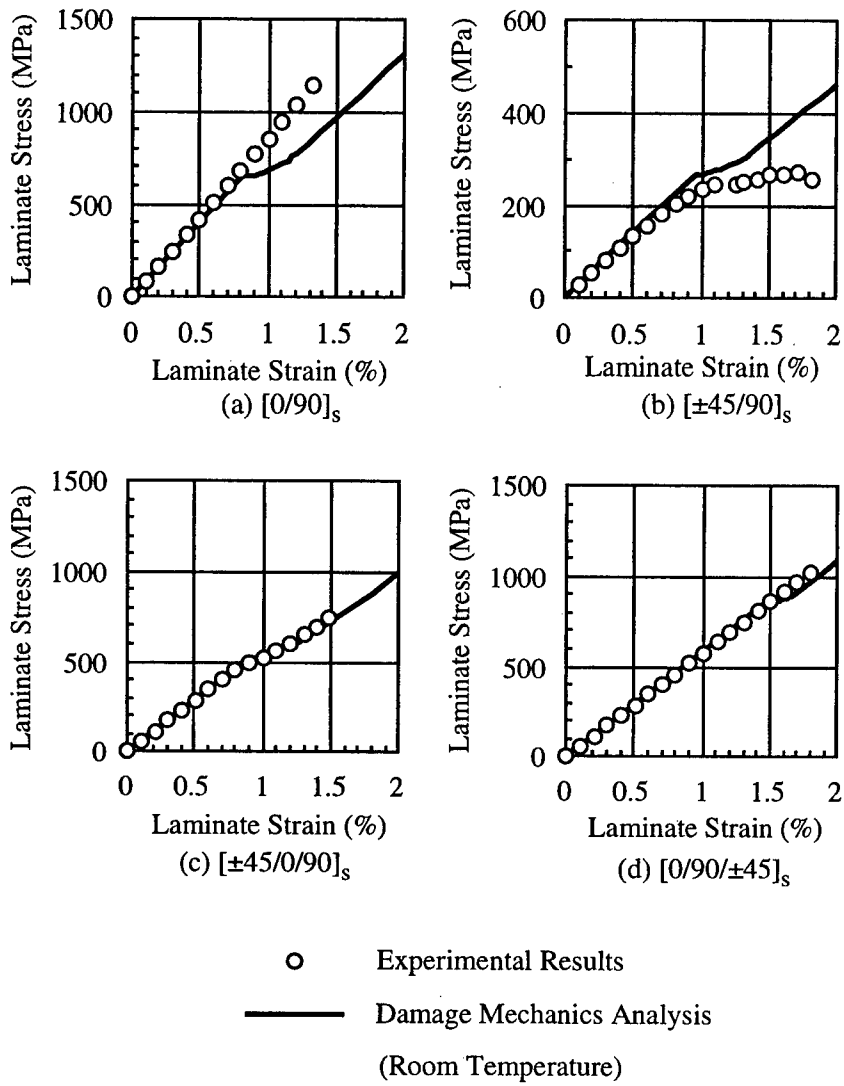 Laminate Stress (MPa)
1500
1000
500
0
0 0.5 1 1.5 2
Laminate Strain (%)
(a) [0/90]s
Laminate Stress (MPa)
600
400
200
0
0 0.5 1 1.5 2
Laminate Strain (%)
(b) [±45/90]s
Laminate Stress (MPa)
1500
1000
500
0
0 0.5 1 1.5 2
Laminate Strain (%)
(c) [±45/0/90]s
Laminate Stress (MPa)
1500
1000
500
0
0 0.5 1 1.5 2
Laminate Strain (%)
(d) [0/90/±45]s
Experimental Results
Damage Mechanics Analysis
(Room Temperature)